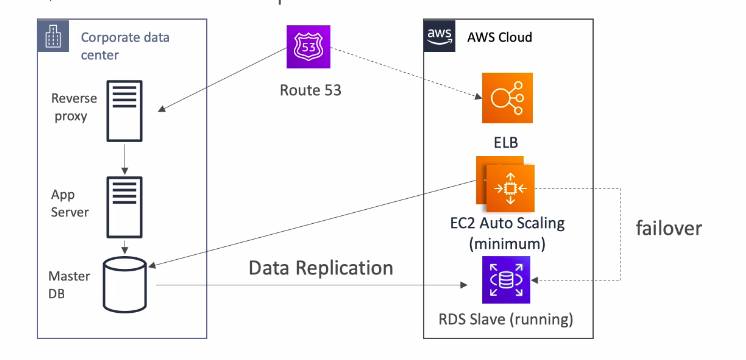 Corporate data
center
53
Route 53
aws
AWS Cloud
Reverse
proxy
ELB
App
Server
EC2 Auto Scaling
(minimum)
failover
Master
DB
Data Replication
RDS Slave (running)